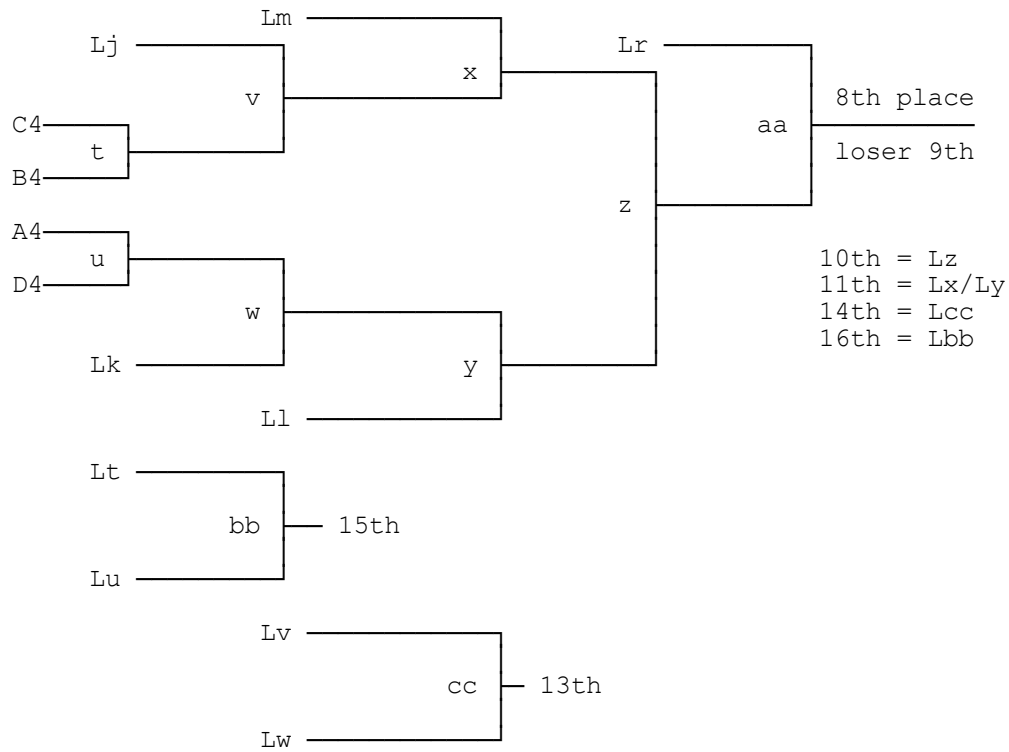 Lm
Lj
Lr
x
v
8th place
C4
aa
t
loser 9th
B4
z
A4
u
10th = Lz
D4
11th = Lx/Ly
w
14th = Lcc
16th = Lbb
Lk
y
Ll
Lt
bb
15th
Lu
Lv
cc
13th
Lw